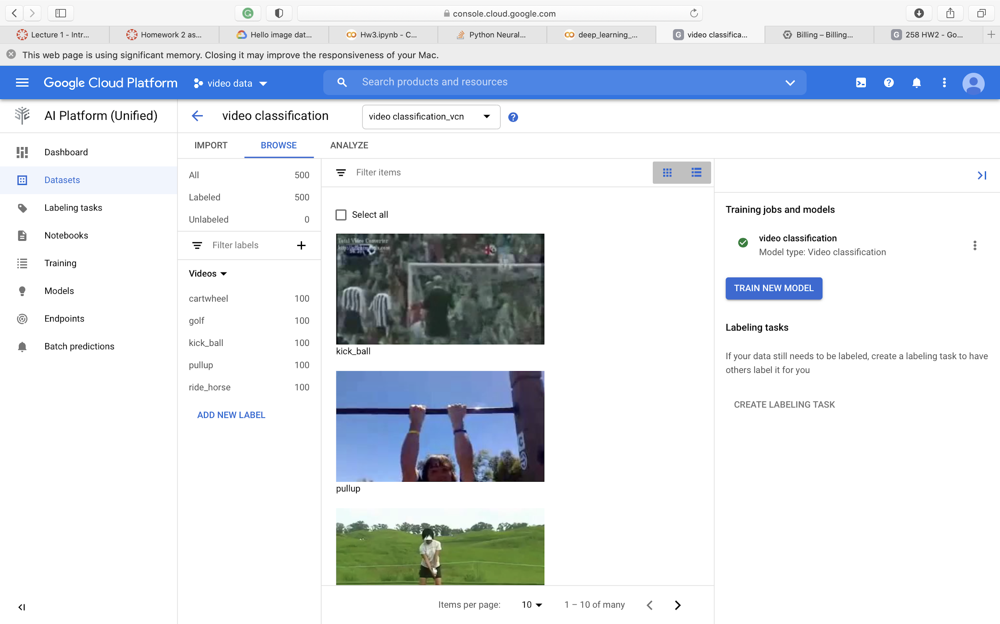 console.cloud.google.com
Lecture 1 - Intr...
Homework 2 as...
Hello image dat...
Hw3.ipynb - C...
Python Neural...
deep_learning_...
video classifica...
Billing – Billing...
258 HW2 - Go...
This web page is using significant memory. Closing it may improve the responsiveness of your Mac.
Google Cloud Platform
video data
Search products and resources
AI Platform (Unified)
video classification
video classification_vcn
IMPORT
BROWSE
ANALYZE
Dashboard
Datasets
Labeling tasks
Notebooks
Training
Models
Endpoints
Batch predictions
All 500
Labeled 500
Unlabeled 0
Filter labels
Videos
cartwheel 100
golf 100
kick_ball 100
pullup 100
ride_horse 100
ADD NEW LABEL
Filter items
Select all
Total Video Converter
kick_ball
pullup
Items per page: 10 1 – 10 of many
Training jobs and models
video classification
Model type: Video classification
TRAIN NEW MODEL
Labeling tasks
If your data still needs to be labeled, create a labeling task to have
others label it for you
CREATE LABELING TASK